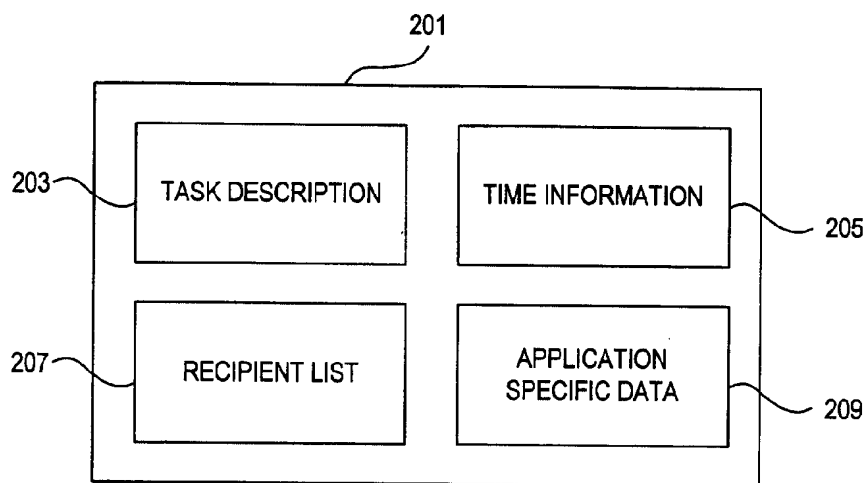 201
203
TASK DESCRIPTION
TIME INFORMATION
205
207
RECIPIENT LIST
APPLICATION
SPECIFIC DATA
209